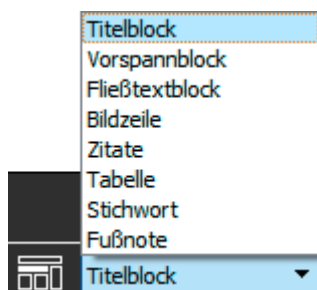 Titelblock
Vorspannblock
Fließtextblock
Bildzeile
Zitate
Tabelle
Stichwort
Fußnote
Titelblock